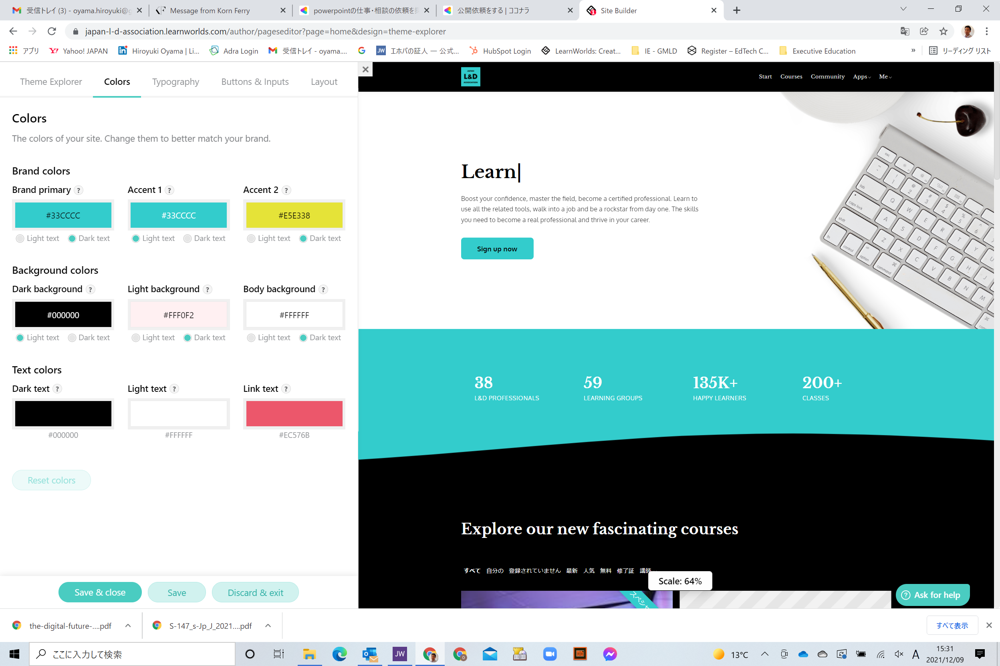 受信トレイ (3) - oyama.hiroyuki@g
Message from Korn Ferry
powerpointの仕事・相談の依頼を探
公開依頼をする | ココナラ
Site Builder
japan-l-d-association.learnworlds.com/author/pageseditor?page=home&design=theme-explorer
アプリ
Yahoo! JAPAN
Hiroyuki Oyama | Li...
Adra Login
受信トレイ - oyama....
エホバの証人 — 公式...
HubSpot Login
LearnWorlds: Creat...
IE - GMLD
Register – EdTech C...
Executive Education
»
リーディング リスト
Theme Explorer
Colors
Typography
Buttons & Inputs
Layout
Colors
The colors of your site. Change them to better match your brand.
Brand colors
Brand primary ?
Accent 1 ?
Accent 2 ?
#33CCCC
#33CCCC
#E5E338
Light text Dark text
Light text Dark text
Light text Dark text
Background colors
Dark background ?
Light background ?
Body background ?
#000000
#FFF0F2
#FFFFFF
Light text Dark text
Light text Dark text
Light text Dark text
Text colors
Dark text ?
Light text ?
Link text ?
#000000
#FFFFFF
#EC576B
Reset colors
Save & close
Save
Discard & exit
JAPAN
L&D
ASSOCIATION
Start
Courses
Community
Apps
Me
Learn|
Boost your confidence, master the field, become a certified professional. Learn to
use all the related tools, walk into a job and be a rockstar from day one. The skills
you need to become a real professional and thrive in your career.
Sign up now
38
L&D PROFESSIONALS
59
LEARNING GROUPS
135K+
HAPPY LEARNERS
200+
CLASSES
Explore our new fascinating courses
すべて 自分の 登録されていません 最新 人気 無料 修了証 講師
Scale: 64%
スペシャ
Ask for help
the-digital-future-....pdf
S-147_s-Jp_J_2021....pdf
すべて表示
ここに入力して検索
JW
13°C
A
15:31
2021/12/09